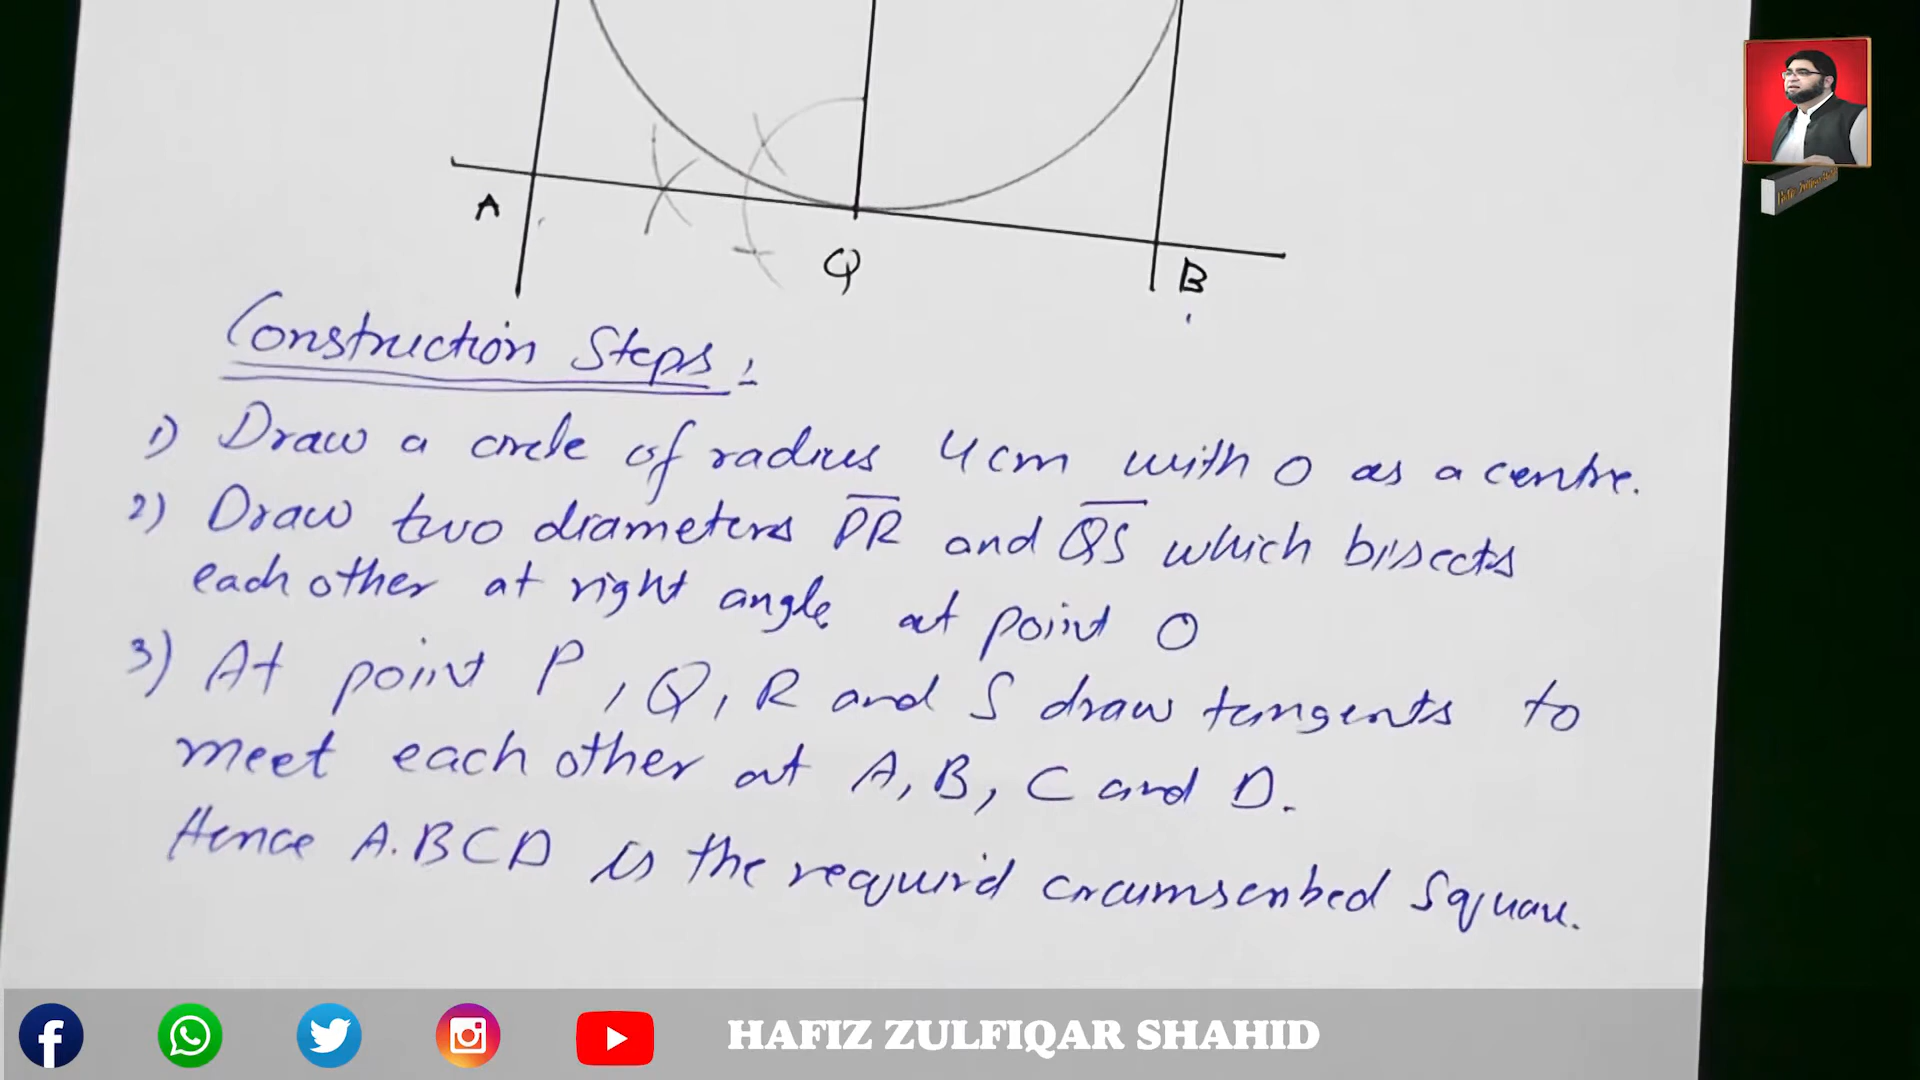 A
Q
B
Construction Steps:
1) Draw a circle of radius 4cm with O as a centre.
2) Draw two diameters PR and QS which bisects
each other at right angle at point O
3) At point P, Q, R and S draw tangents to
meet each other at A, B, C and D.
Hence A.BCD is the required circumscribed Square.
HAFIZ ZULFIQAR SHAHID